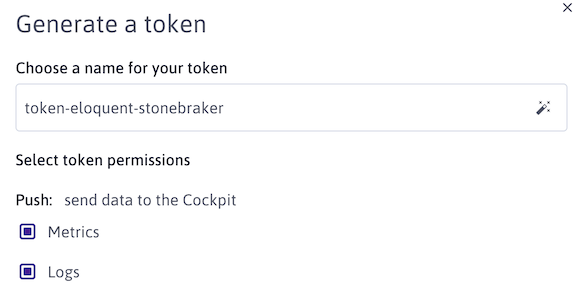 Generate a token
Choose a name for your token
token-eloquent-stonebraker
Select token permissions
Push: send data to the Cockpit
Metrics
Logs